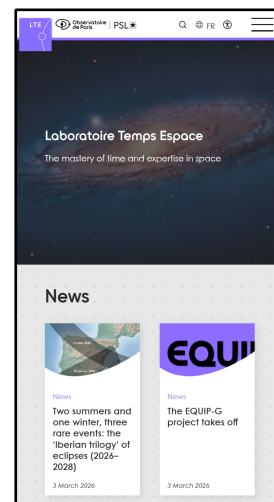 LTE
Observatoire de Paris | PSL
FR
Laboratoire Temps Espace
The mastery of time and expertise in space
News
News
Two summers and
one winter, three
rare events: the
'Iberian trilogy' of
eclipses (2026–
2028)
3 March 2026
EQUI
News
The EQUIP-G
project takes off
3 March 2026